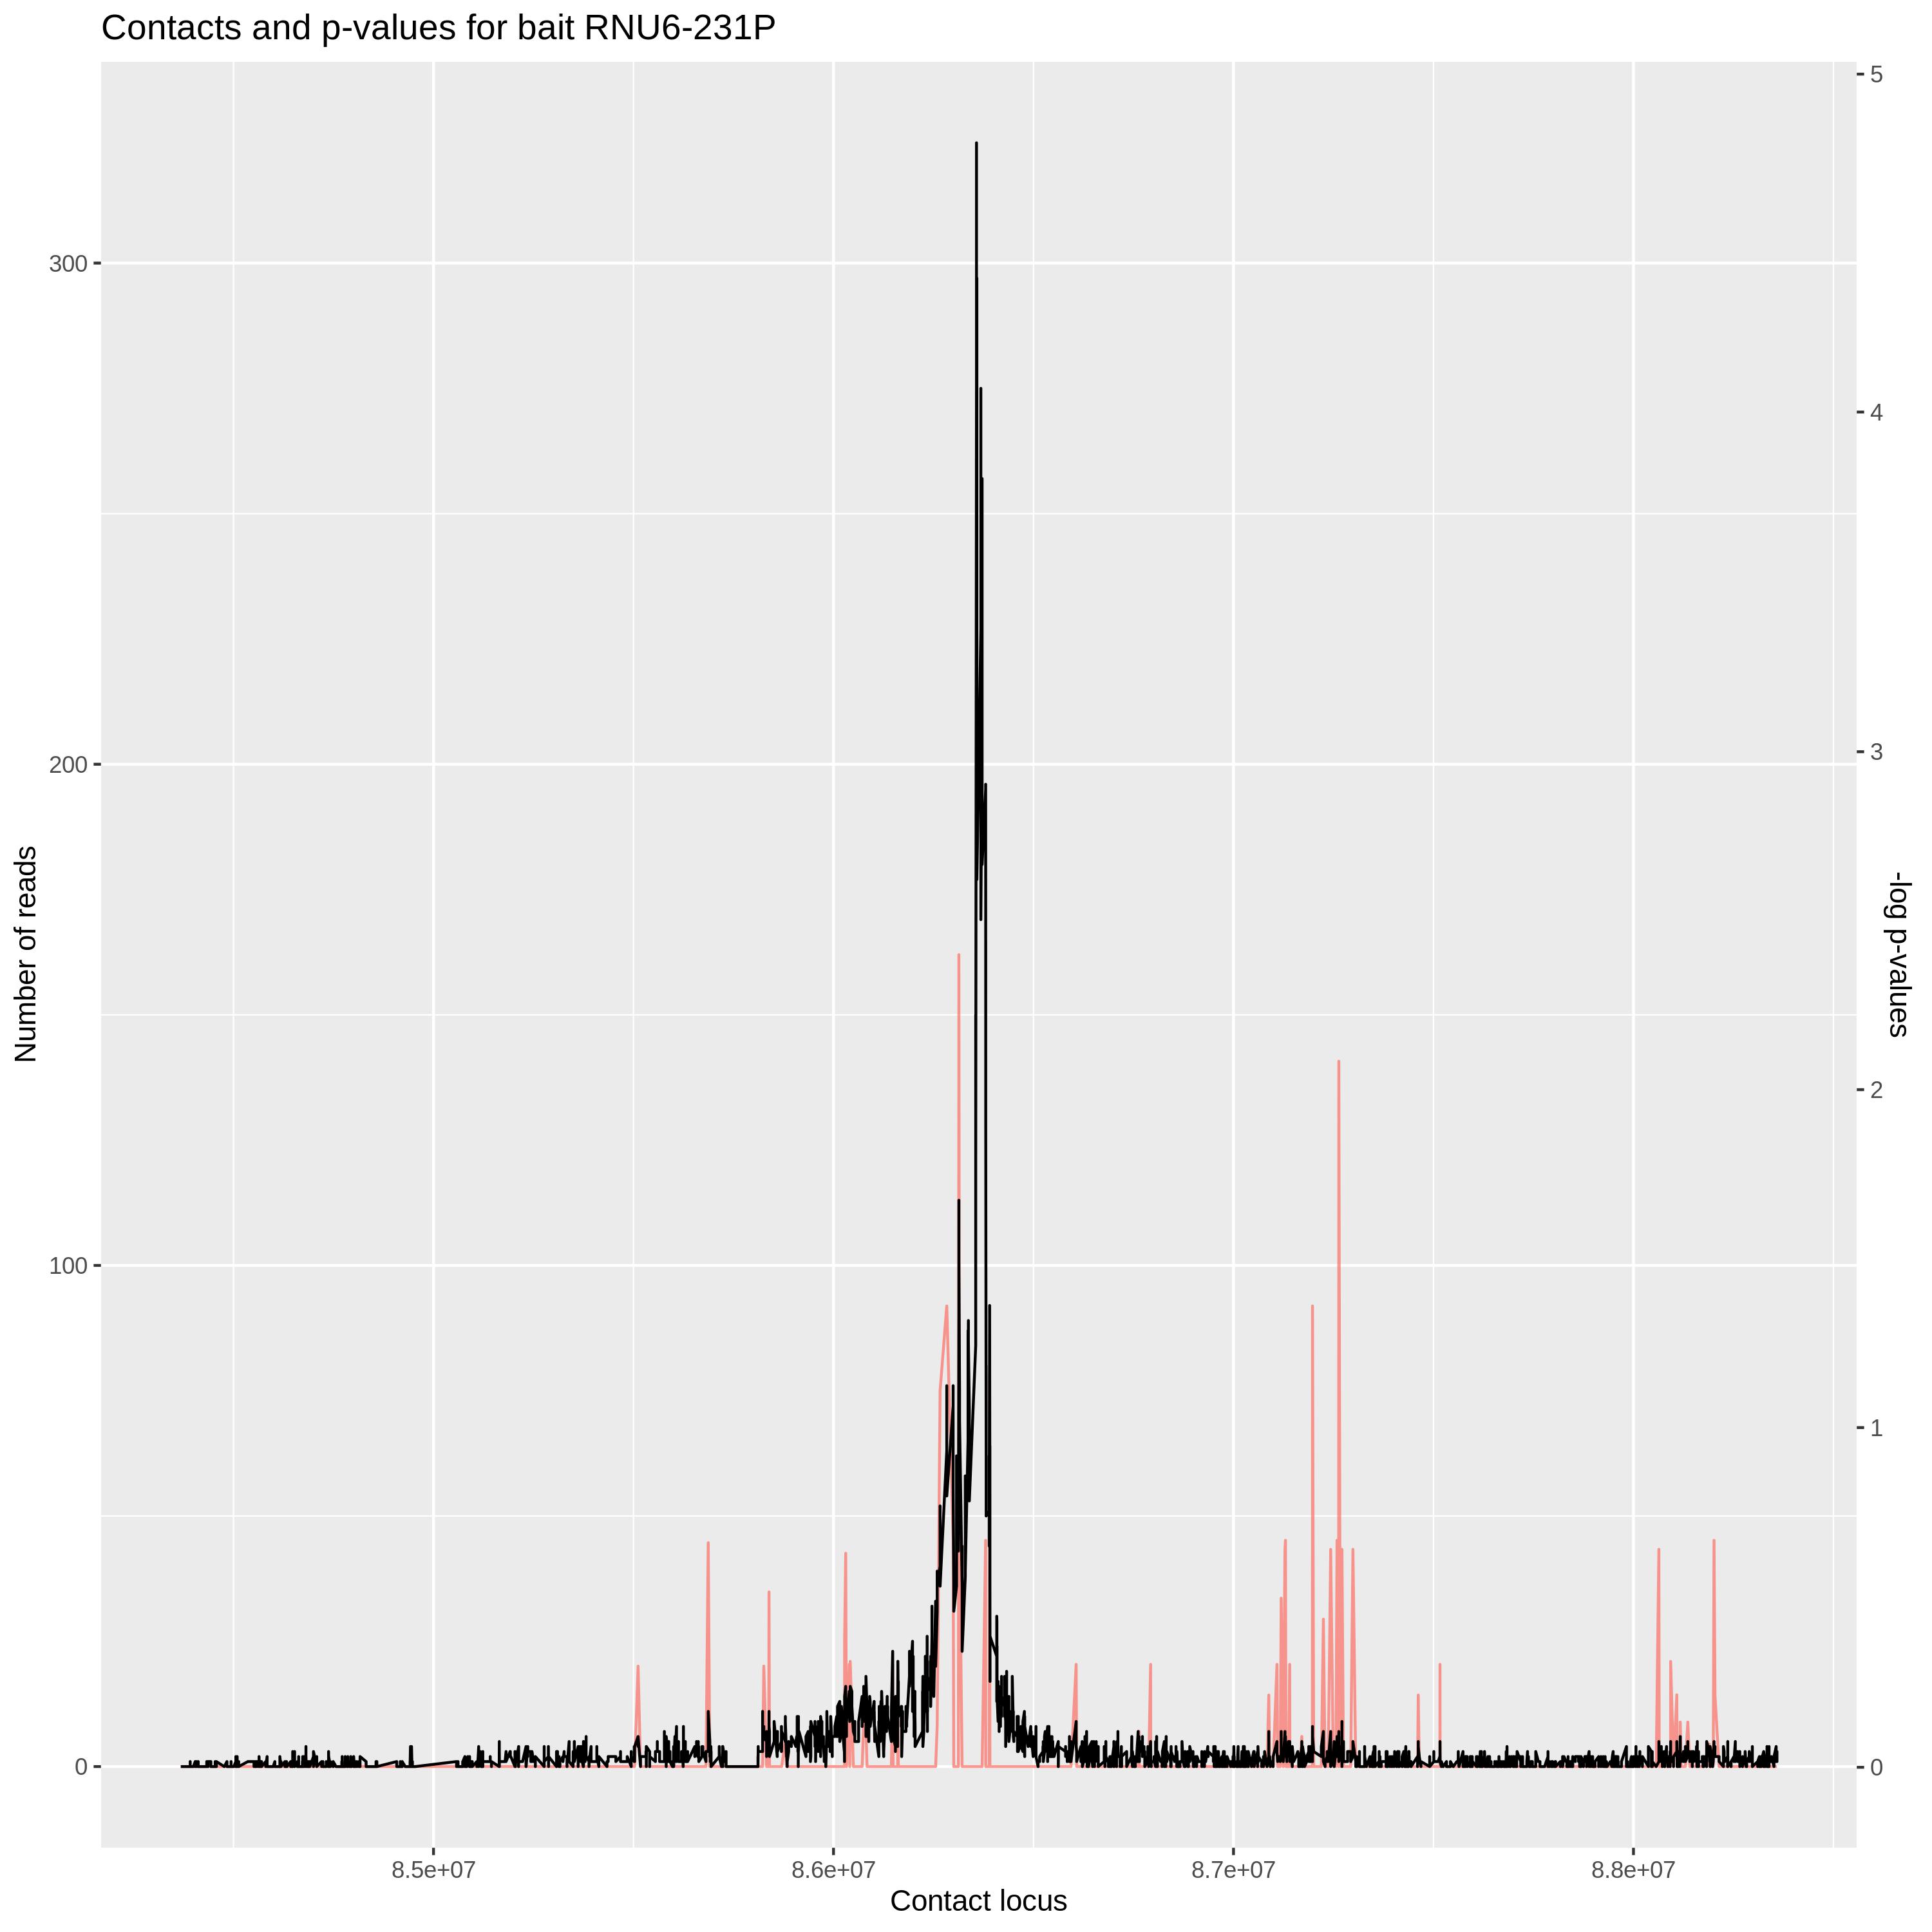 Contacts and p-values for bait RNU6-231P
Number of reads
300
200
100
0
5
4
3
2
1
0
-log p-values
8.5e+07 8.6e+07 8.7e+07 8.8e+07
Contact locus